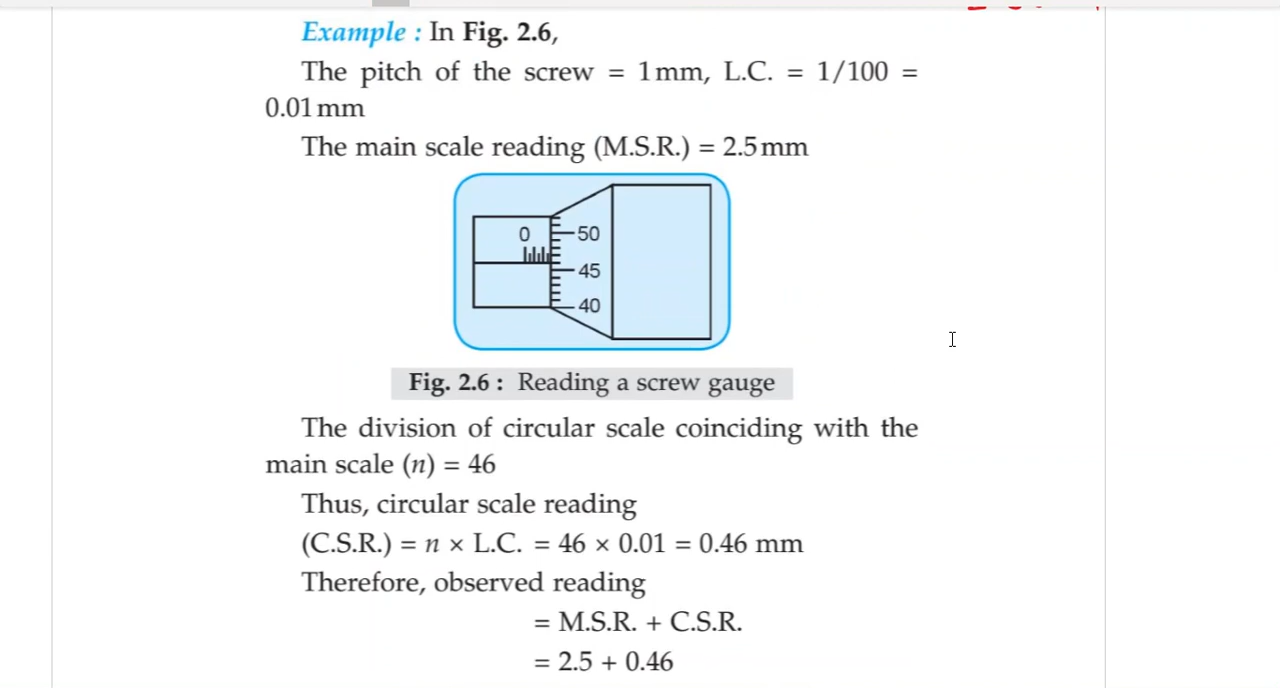 Example : In Fig. 2.6,
The pitch of the screw = 1 mm, L.C. = 1/100 =
0.01 mm
The main scale reading (M.S.R.) = 2.5 mm
0
50
45
40
Fig. 2.6 : Reading a screw gauge
The division of circular scale coinciding with the
main scale (n) = 46
Thus, circular scale reading
(C.S.R.) = n × L.C. = 46 × 0.01 = 0.46 mm
Therefore, observed reading
= M.S.R. + C.S.R.
= 2.5 + 0.46